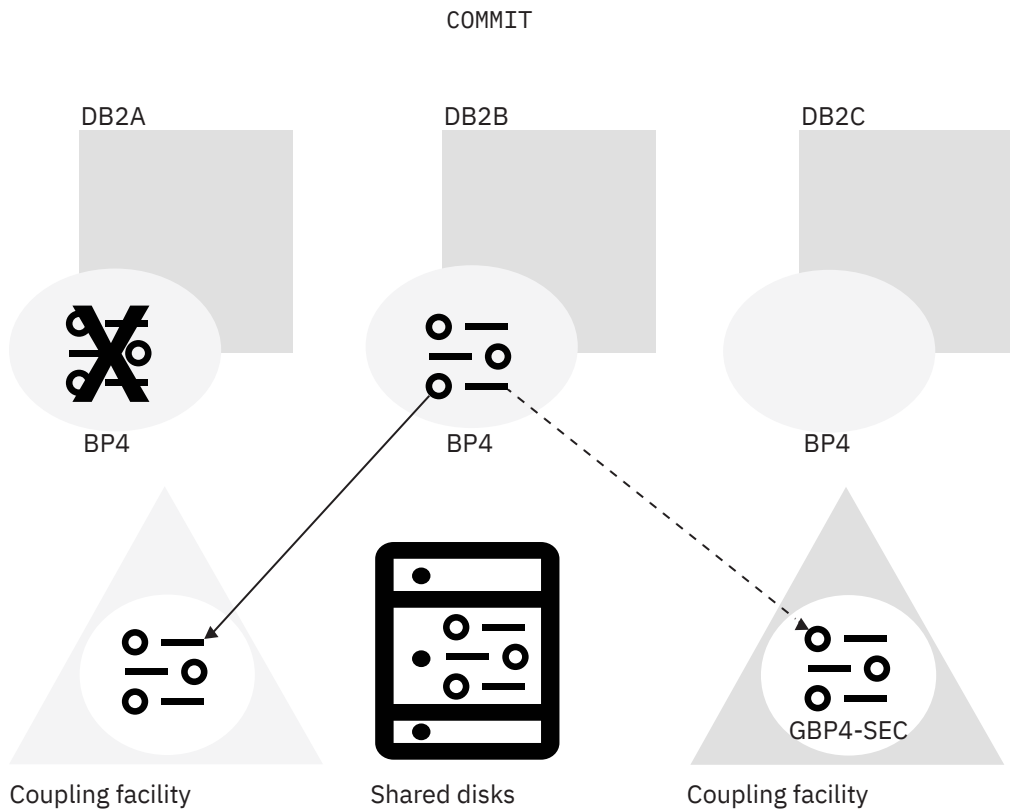 COMMIT
DB2A
DB2B
DB2C
BP4
BP4
BP4
GBP4-SEC
Coupling facility
Shared disks
Coupling facility